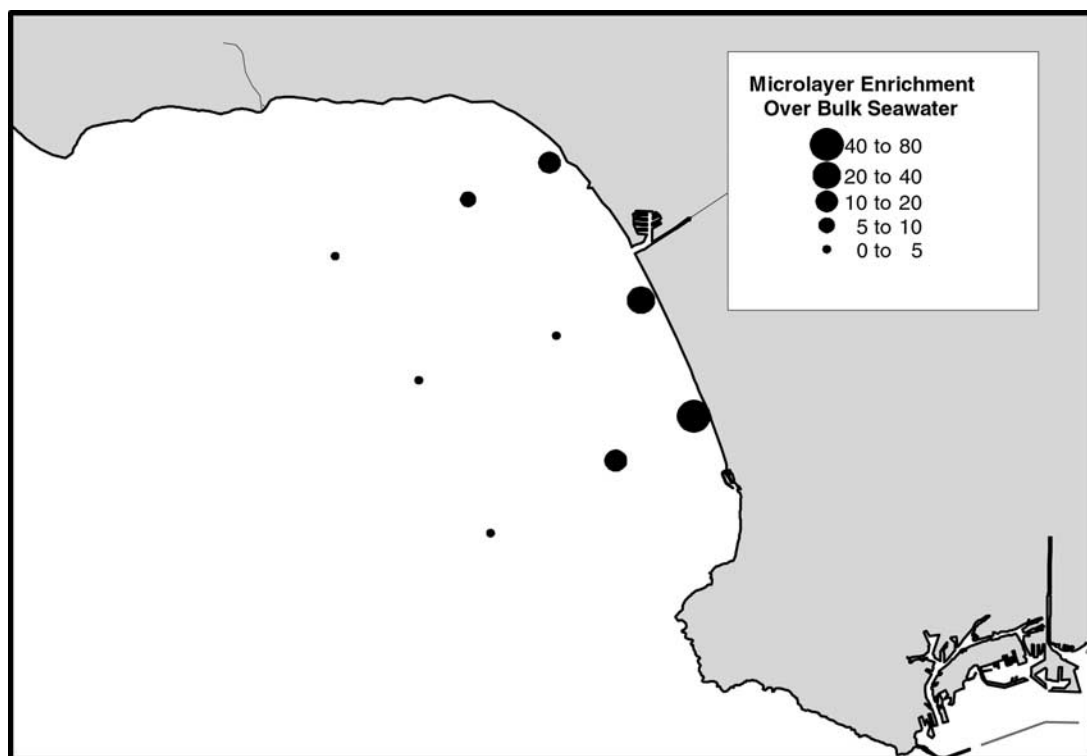 Microlayer Enrichment
Over Bulk Seawater
40 to 80
20 to 40
10 to 20
5 to 10
0 to 5